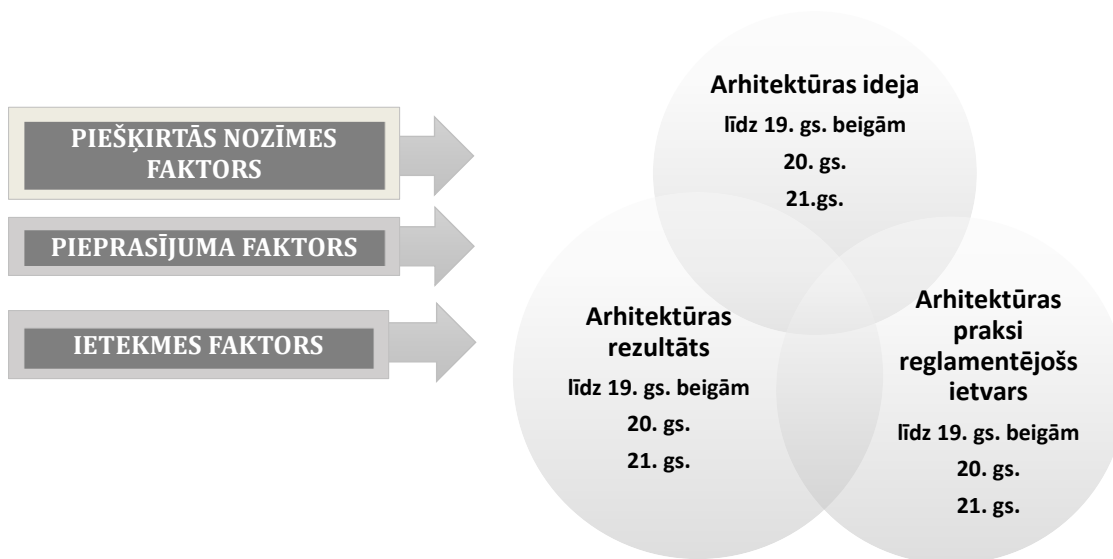 PIEŠĶIRTĀS NOZĪMES
FAKTORS
PIEPRASĪJUMA FAKTORS
IETEKMES FAKTORS
Arhitektūras ideja
līdz 19. gs. beigām
20. gs.
21.gs.
Arhitektūras
rezultāts
līdz 19. gs. beigām
20. gs.
21. gs.
Arhitektūras
praksi
reglamentējošs
ietvars
līdz 19. gs. beigām
20. gs.
21. gs.